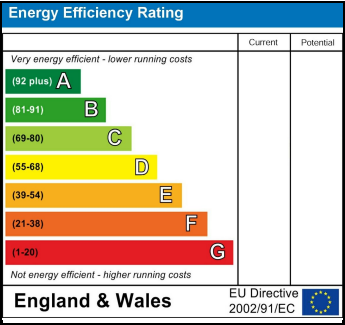 Energy Efficiency Rating
Current Potential
Very energy efficient - lower running costs
(92 plus) A
(81-91) B
(69-80) C
(55-68) D
(39-54) E
(21-38) F
(1-20) G
Not energy efficient - higher running costs
England & Wales
EU Directive
2002/91/EC